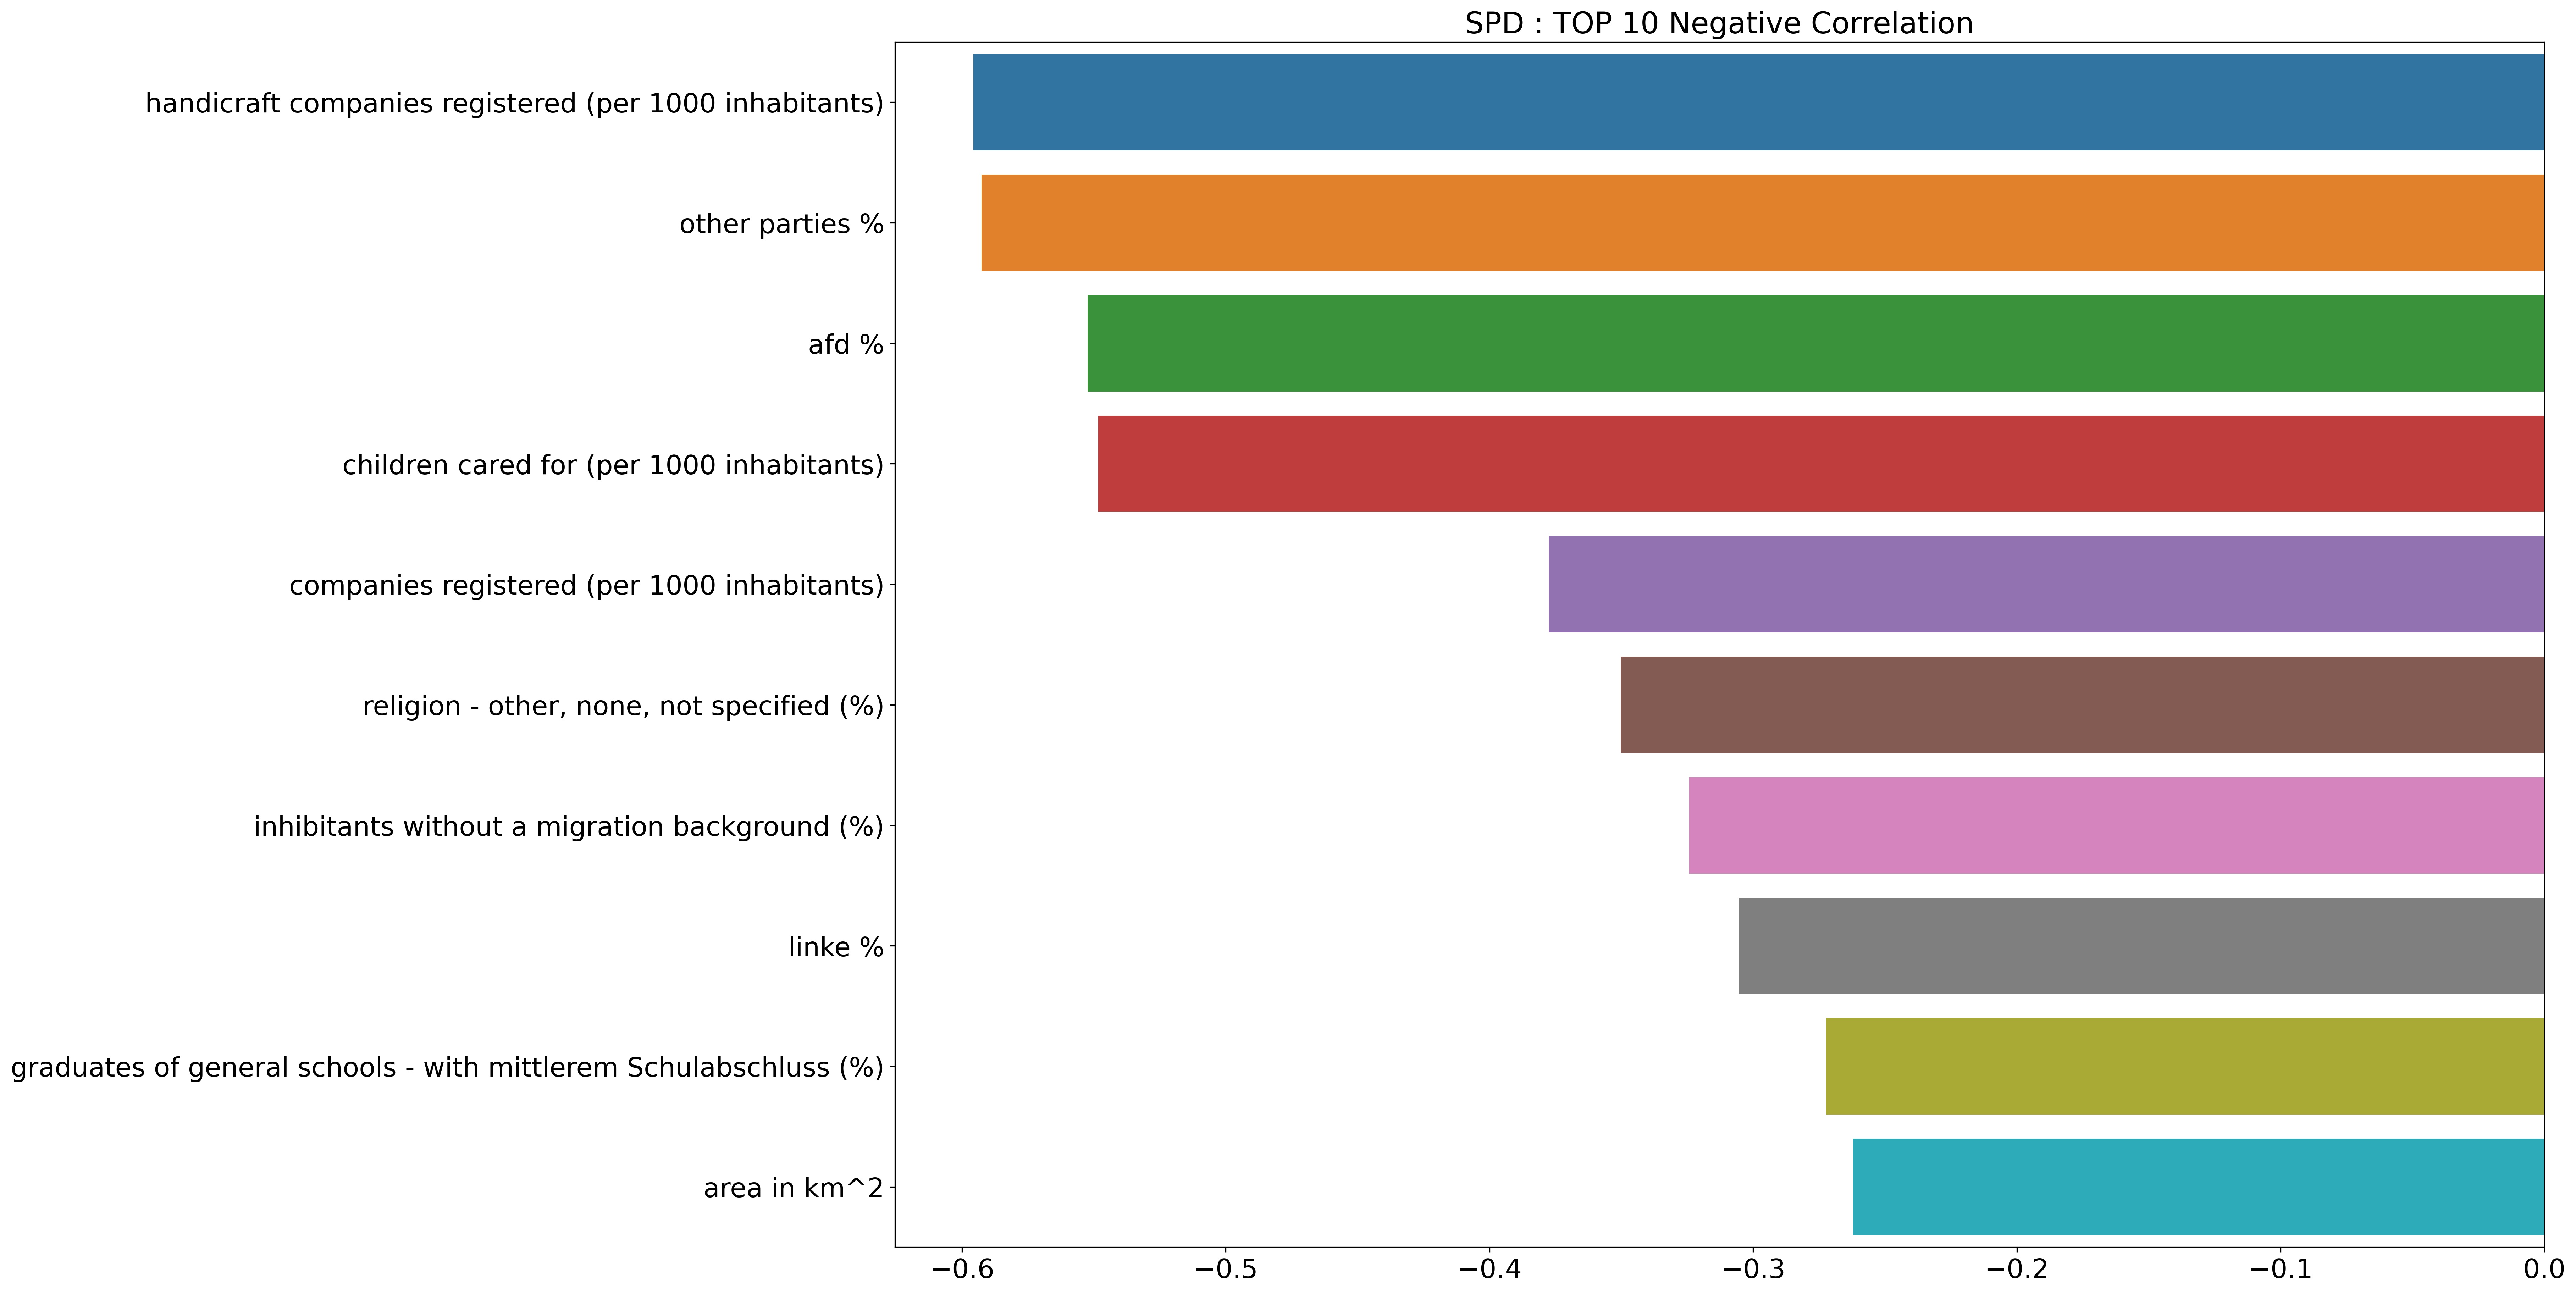 SPD : TOP 10 Negative Correlation
handicraft companies registered (per 1000 inhabitants)
other parties %
afd %
children cared for (per 1000 inhabitants)
companies registered (per 1000 inhabitants)
religion - other, none, not specified (%)
inhibitants without a migration background (%)
linke %
graduates of general schools - with mittlerem Schulabschluss (%)
area in km^2
−0.6 −0.5 −0.4 −0.3 −0.2 −0.1 0.0